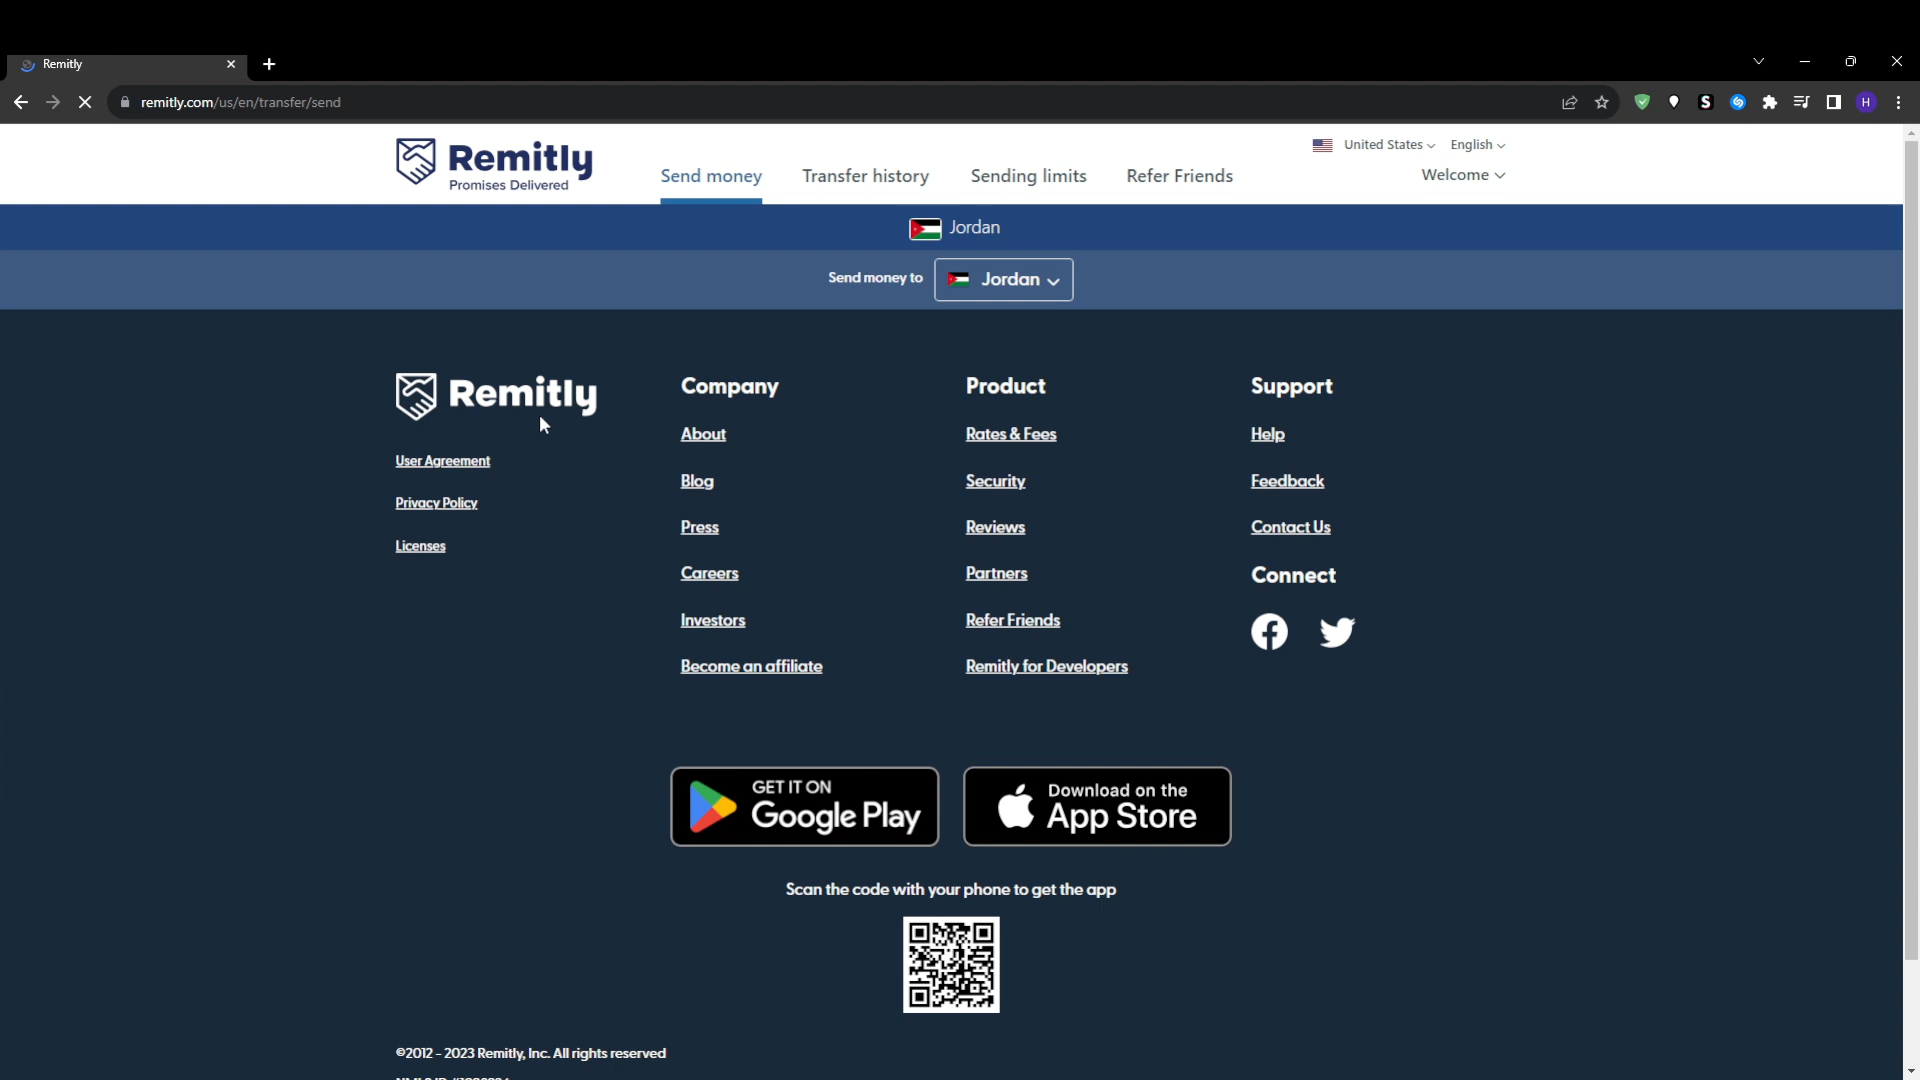 Remitly
remitly.com/us/en/transfer/send
H
Remitly
Promises Delivered
Send money
Transfer history
Sending limits
Refer Friends
United States
English
Welcome
Jordan
Send money to
Jordan
Remitly
User Agreement
Privacy Policy
Licenses
Company
About
Blog
Press
Careers
Investors
Become an affiliate
Product
Rates & Fees
Security
Reviews
Partners
Refer Friends
Remitly for Developers
Support
Help
Feedback
Contact Us
Connect
GET IT ON
Google Play
Download on the
App Store
Scan the code with your phone to get the app
©2012 - 2023 Remitly, Inc. All rights reserved